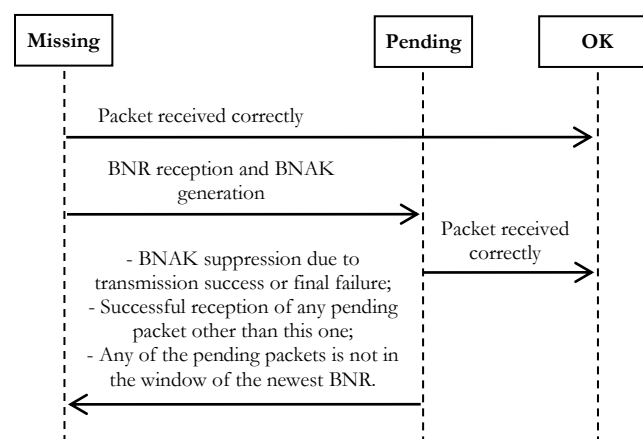 Missing
Pending
OK
Packet received correctly
BNR reception and BNAK
generation
Packet received
correctly
- BNAK suppression due to
transmission success or final failure;
- Successful reception of any pending
packet other than this one;
- Any of the pending packets is not in
the window of the newest BNR.